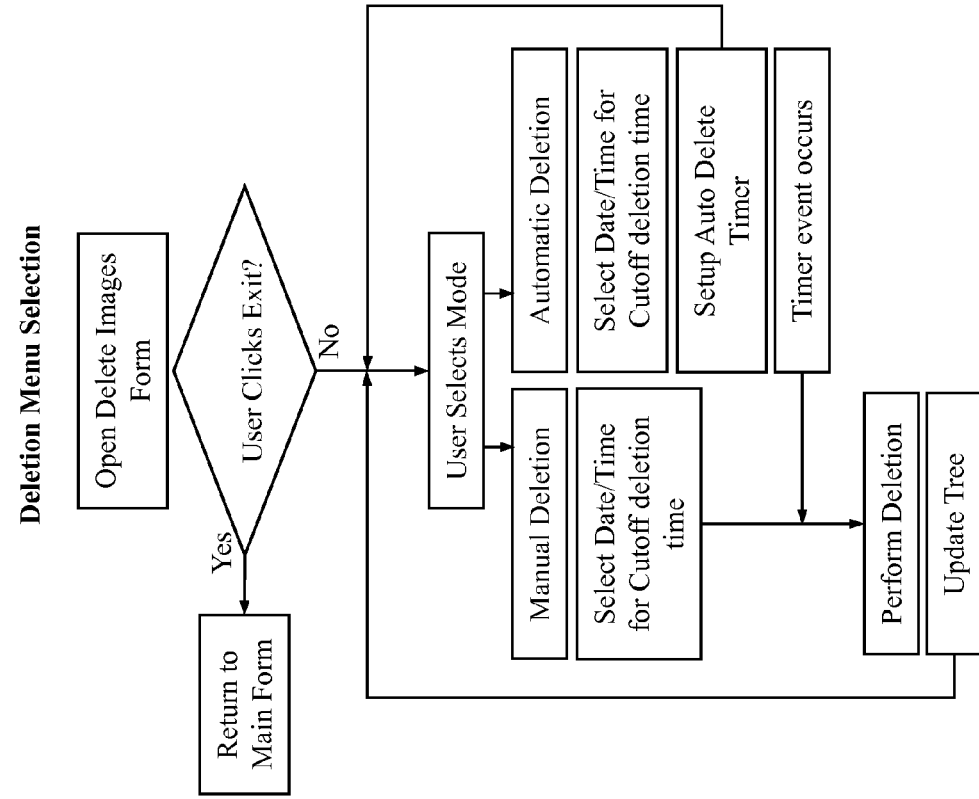 Deletion Menu Selection
Open Delete Images
Form
User Clicks Exit?
Yes
No
Return to
Main Form
User Selects Mode
Manual Deletion
Select Date/Time
for Cutoff deletion
time
Automatic Deletion
Select Date/Time for
Cutoff deletion time
Setup Auto Delete
Timer
Timer event occurs
Perform Deletion
Update Tree